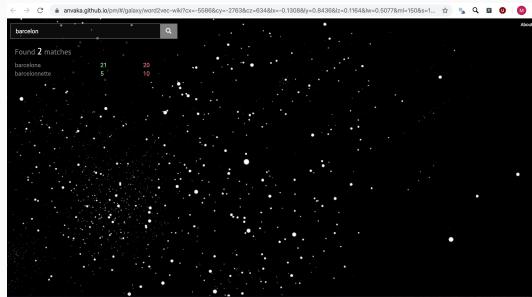 anvaka.github.io/pm/#/galaxy/word2vec-wiki?cx=-5586&cy=-2763&cz=634&lx=-0.1308&ly=0.8436&lz=0.1164&lw=0.5077&ml=150&s=1...
M
barcelon
About
Found 2 matches
barcelona 21 20
barcelonnette 5 10